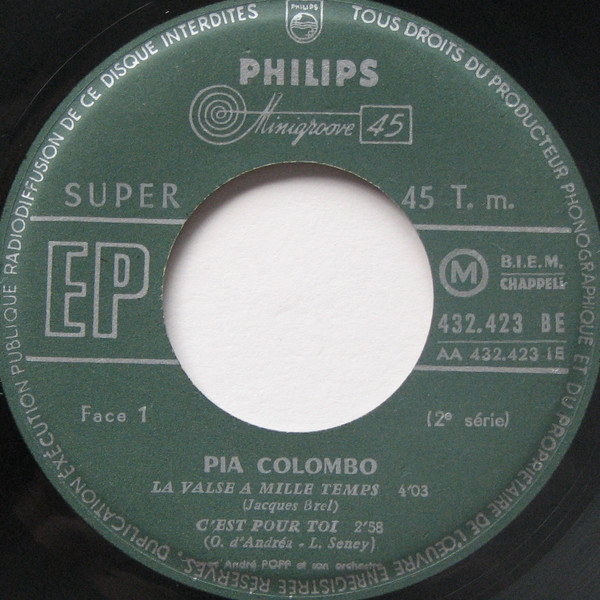 PHILIPS
PHILIPS
Minigroove 45
SUPER 45 T. m.
EP
M
B.I.E.M.
CHAPPELL
432.423 BE
AA 432.423 1E
Face 1
(2e série)
PIA COLOMBO
LA VALSE A MILLE TEMPS 4'03
(Jacques Brel)
C'EST POUR TOI 2'58
(O. d'Andréa - L. Seney)
avec André POPP et son orchestre
TOUS DROITS DU PRODUCTEUR PHONOGRAPHIQUE ET DU PROPRIÉTAIRE DE L'ŒUVRE ENREGISTRÉE RÉSERVÉS. DUPLICATION EXÉCUTION PUBLIQUE RADIODIFFUSION DE CE DISQUE INTERDITES